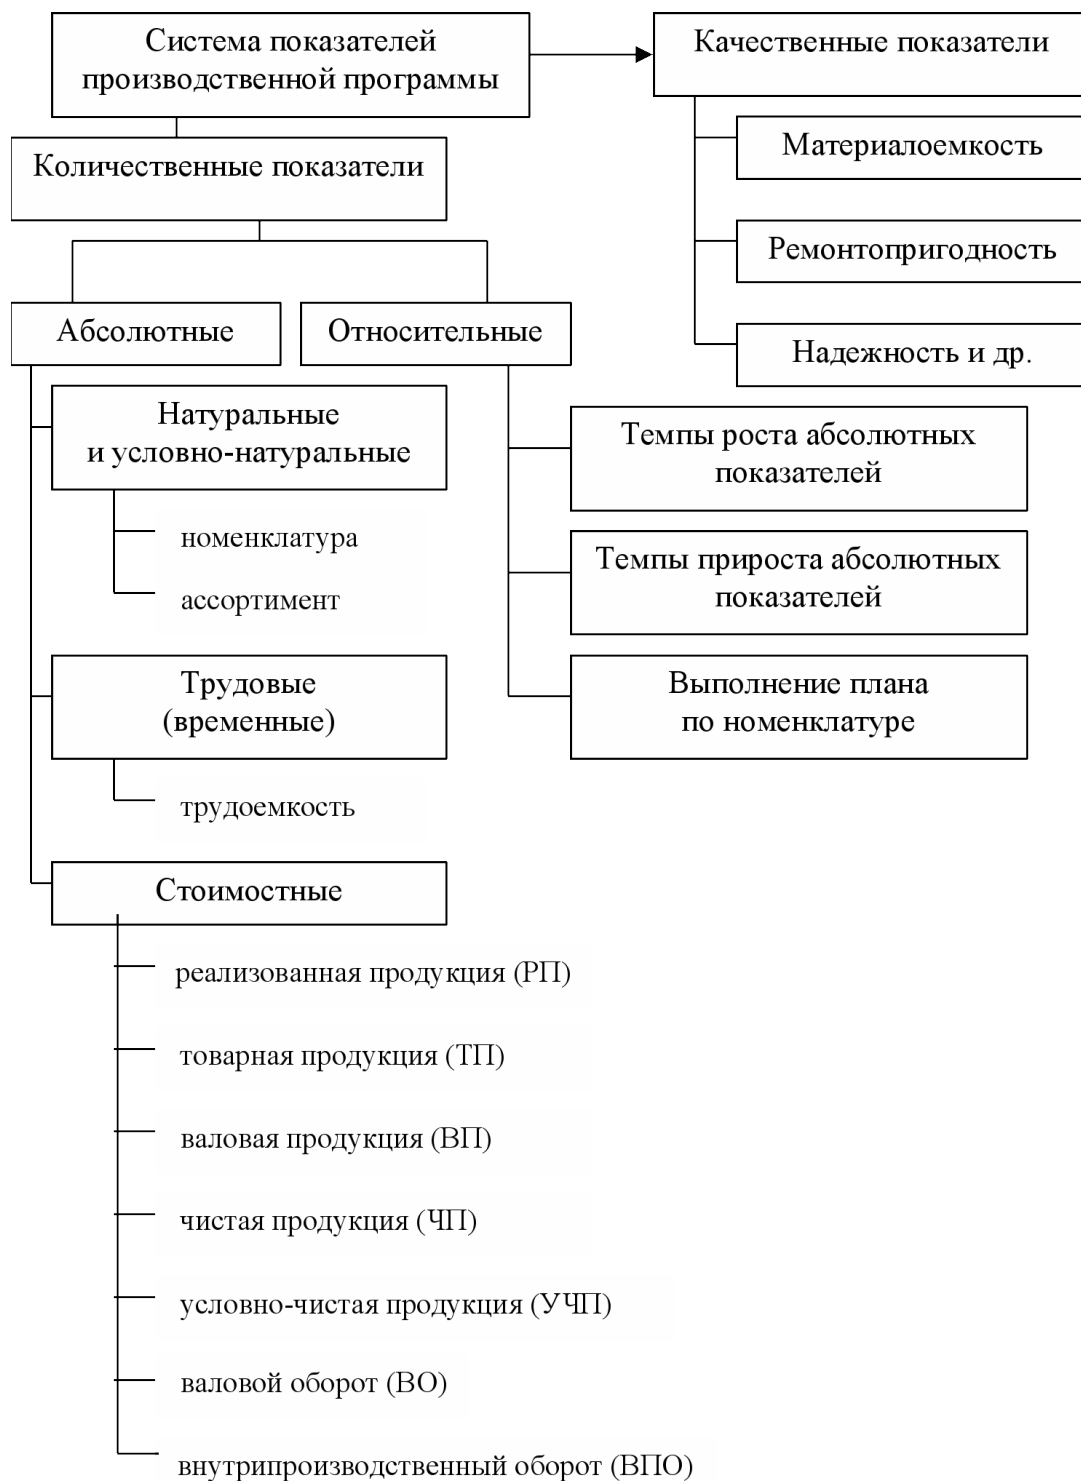 Система показателей
производственной программы
Качественные показатели
Количественные показатели
Материалоемкость
Ремонтопригодность
Надежность и др.
Абсолютные
Относительные
Натуральные
и условно-натуральные
номенклатура
ассортимент
Трудовые
(временные)
трудоемкость
Стоимостные
реализованная продукция (РП)
товарная продукция (ТП)
валовая продукция (ВП)
чистая продукция (ЧП)
условно-чистая продукция (УЧП)
валовой оборот (ВО)
внутрипроизводственный оборот (ВПО)
Темпы роста абсолютных
показателей
Темпы прироста абсолютных
показателей
Выполнение плана
по номенклатуре